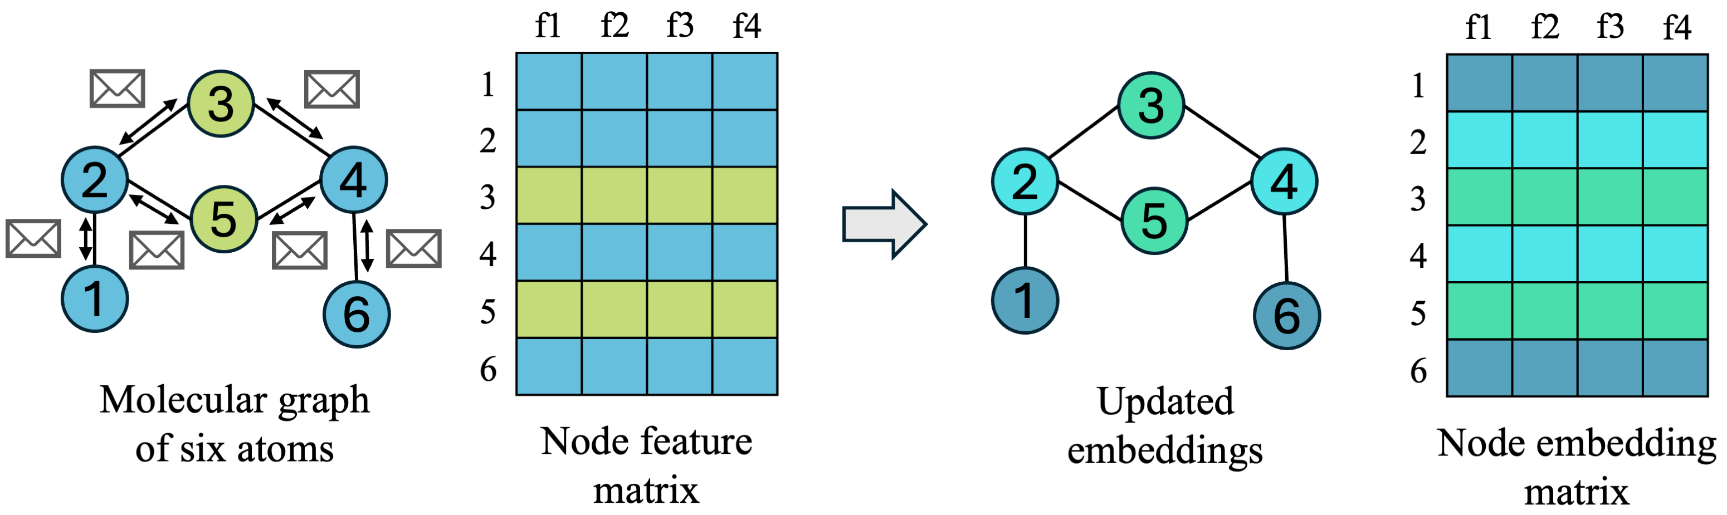 3
2
4
5
1
6
Molecular graph
of six atoms
f1 f2 f3 f4
1
2
3
4
5
6
Node feature
matrix
3
2
4
5
1
6
Updated
embeddings
f1 f2 f3 f4
1
2
3
4
5
6
Node embedding
matrix